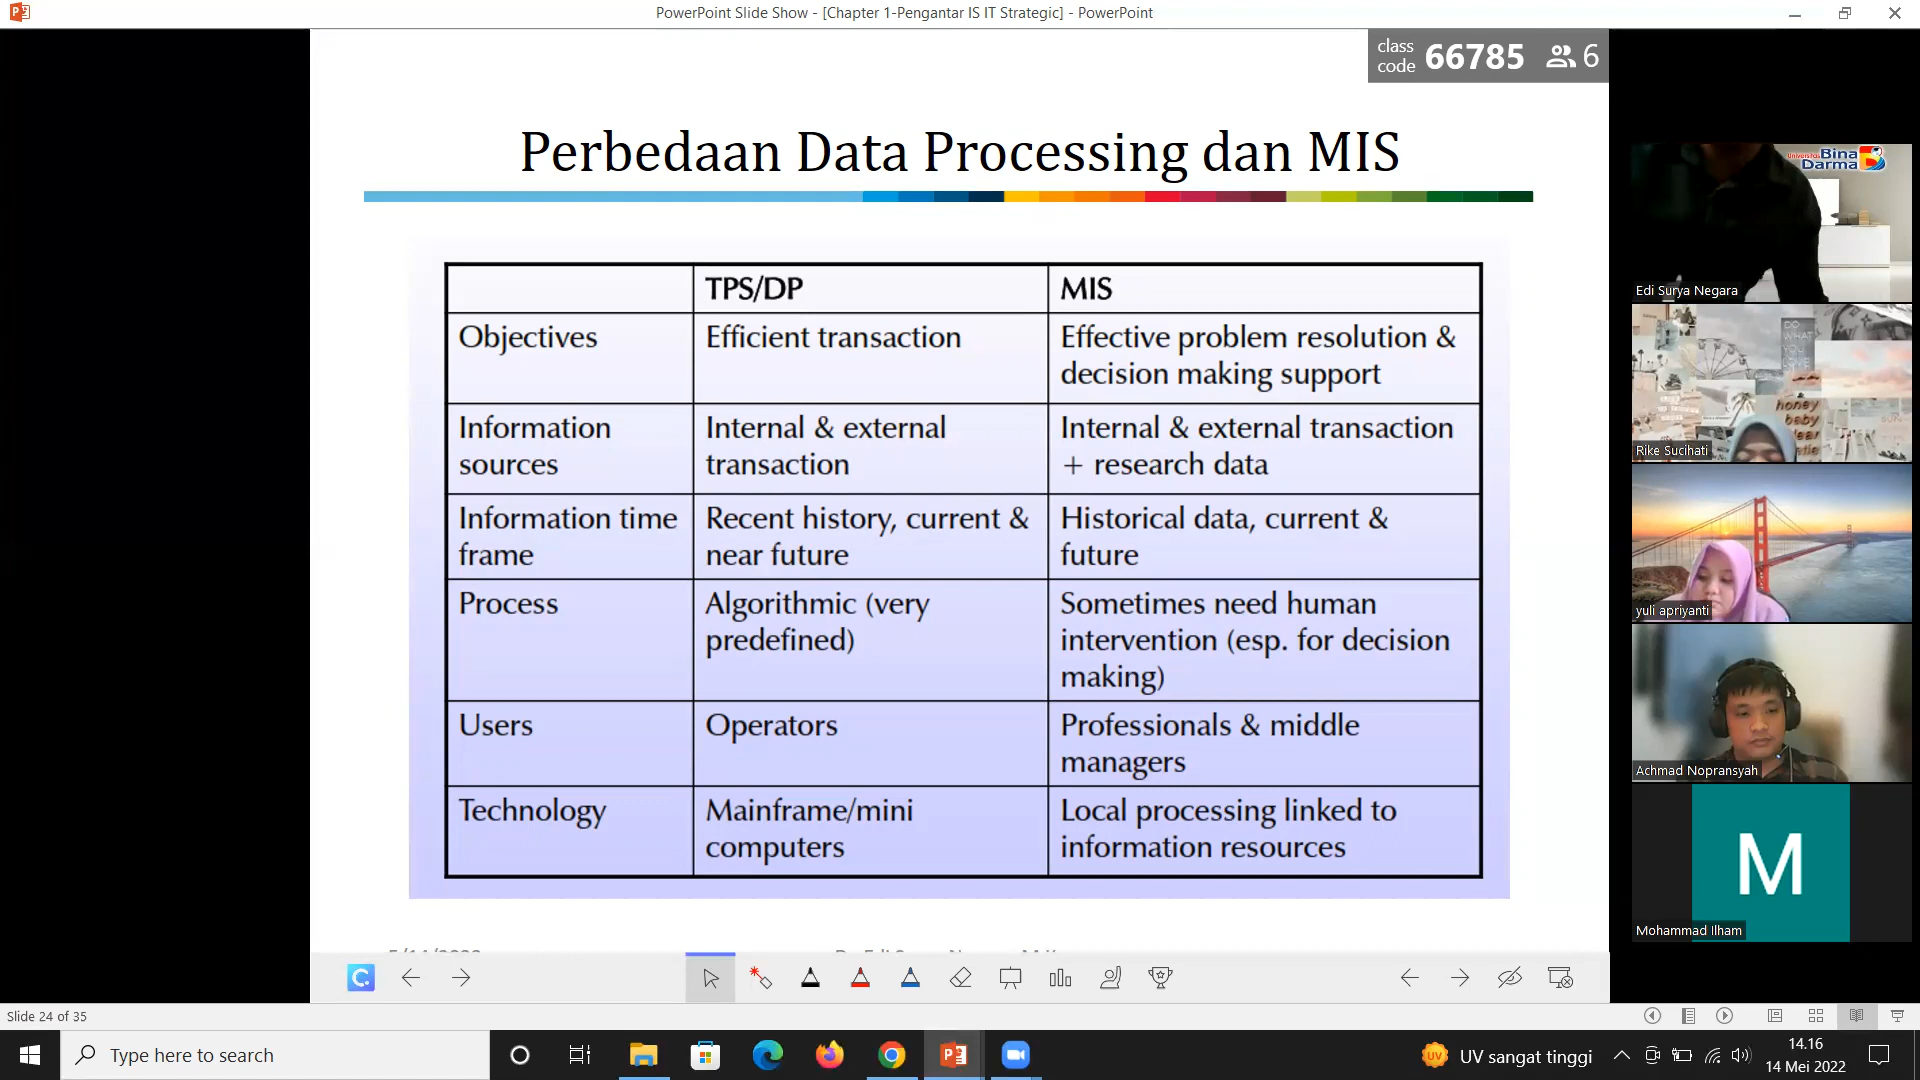 PowerPoint Slide Show - [Chapter 1-Pengantar IS IT Strategic] - PowerPoint
class
code 66785 6
Perbedaan Data Processing dan MIS
TPS/DP MIS
Objectives Efficient transaction Effective problem resolution &
decision making support
Information Internal & external Internal & external transaction
sources transaction + research data
Information time Recent history, current & Historical data, current &
frame near future future
Process Algorithmic (very Sometimes need human
predefined) intervention (esp. for decision
making)
Users Operators Professionals & middle
managers
Technology Mainframe/mini Local processing linked to
computers information resources
Universitas Bina
Darma
Edi Surya Negara
DO
WHAT
YOU
honey
baby
Rike Sucihati
yuli apriyanti
Achmad Nopransyah
M
Mohammad Ilham
Slide 24 of 35
Type here to search
UV sangat tinggi
14.16
14 Mei 2022